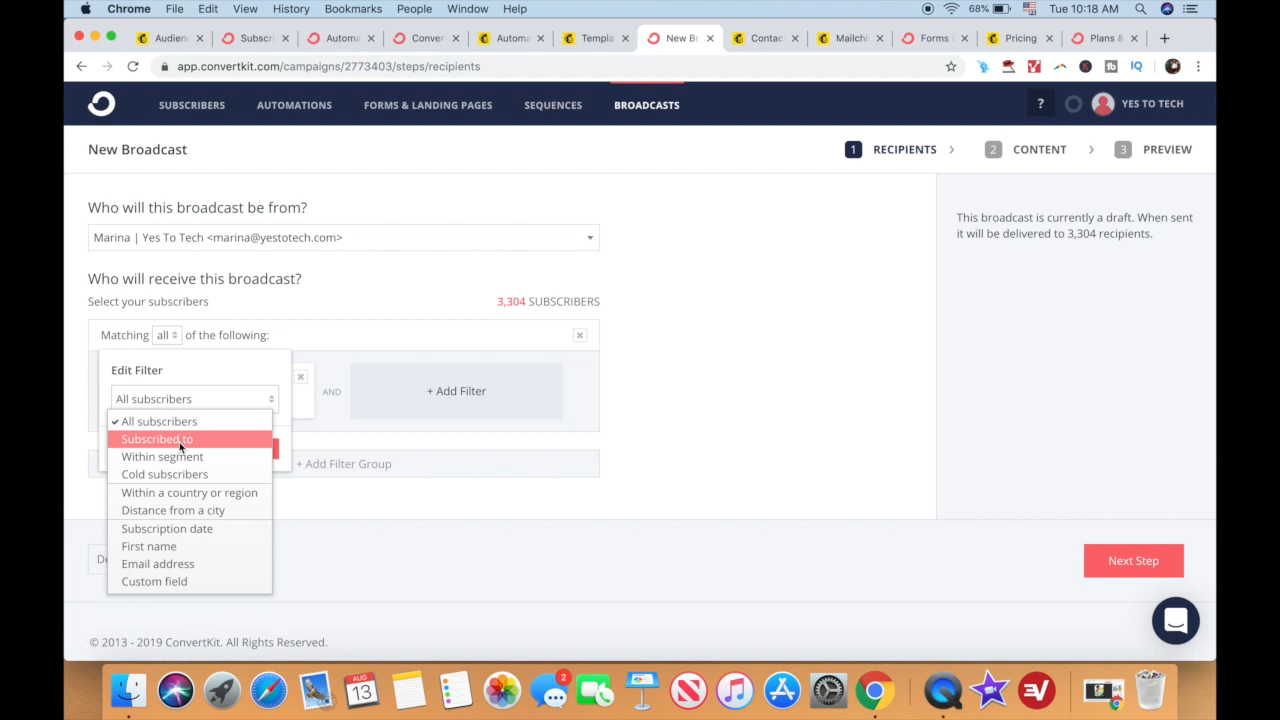 Chrome File Edit View History Bookmarks People Window Help 68% Tue 10:18 AM
Audienc Subscri Automa Conver Automa Templa New Br Contac Mailchi Forms & Pricing Plans &
app.convertkit.com/campaigns/2773403/steps/recipients
SUBSCRIBERS AUTOMATIONS FORMS & LANDING PAGES SEQUENCES BROADCASTS ? YES TO TECH
New Broadcast 1 RECIPIENTS 2 CONTENT 3 PREVIEW
Who will this broadcast be from?
Marina | Yes To Tech <marina@yestotech.com>
Who will receive this broadcast?
Select your subscribers 3,304 SUBSCRIBERS
Matching all of the following:
Edit Filter
All subscribers
AND + Add Filter
All subscribers
Subscribed to
Within segment
Cold subscribers
Within a country or region
Distance from a city
Subscription date
First name
Email address
Custom field
+ Add Filter Group
This broadcast is currently a draft. When sent
it will be delivered to 3,304 recipients.
De
Next Step
© 2013 - 2019 ConvertKit. All Rights Reserved.
AUG
13
2